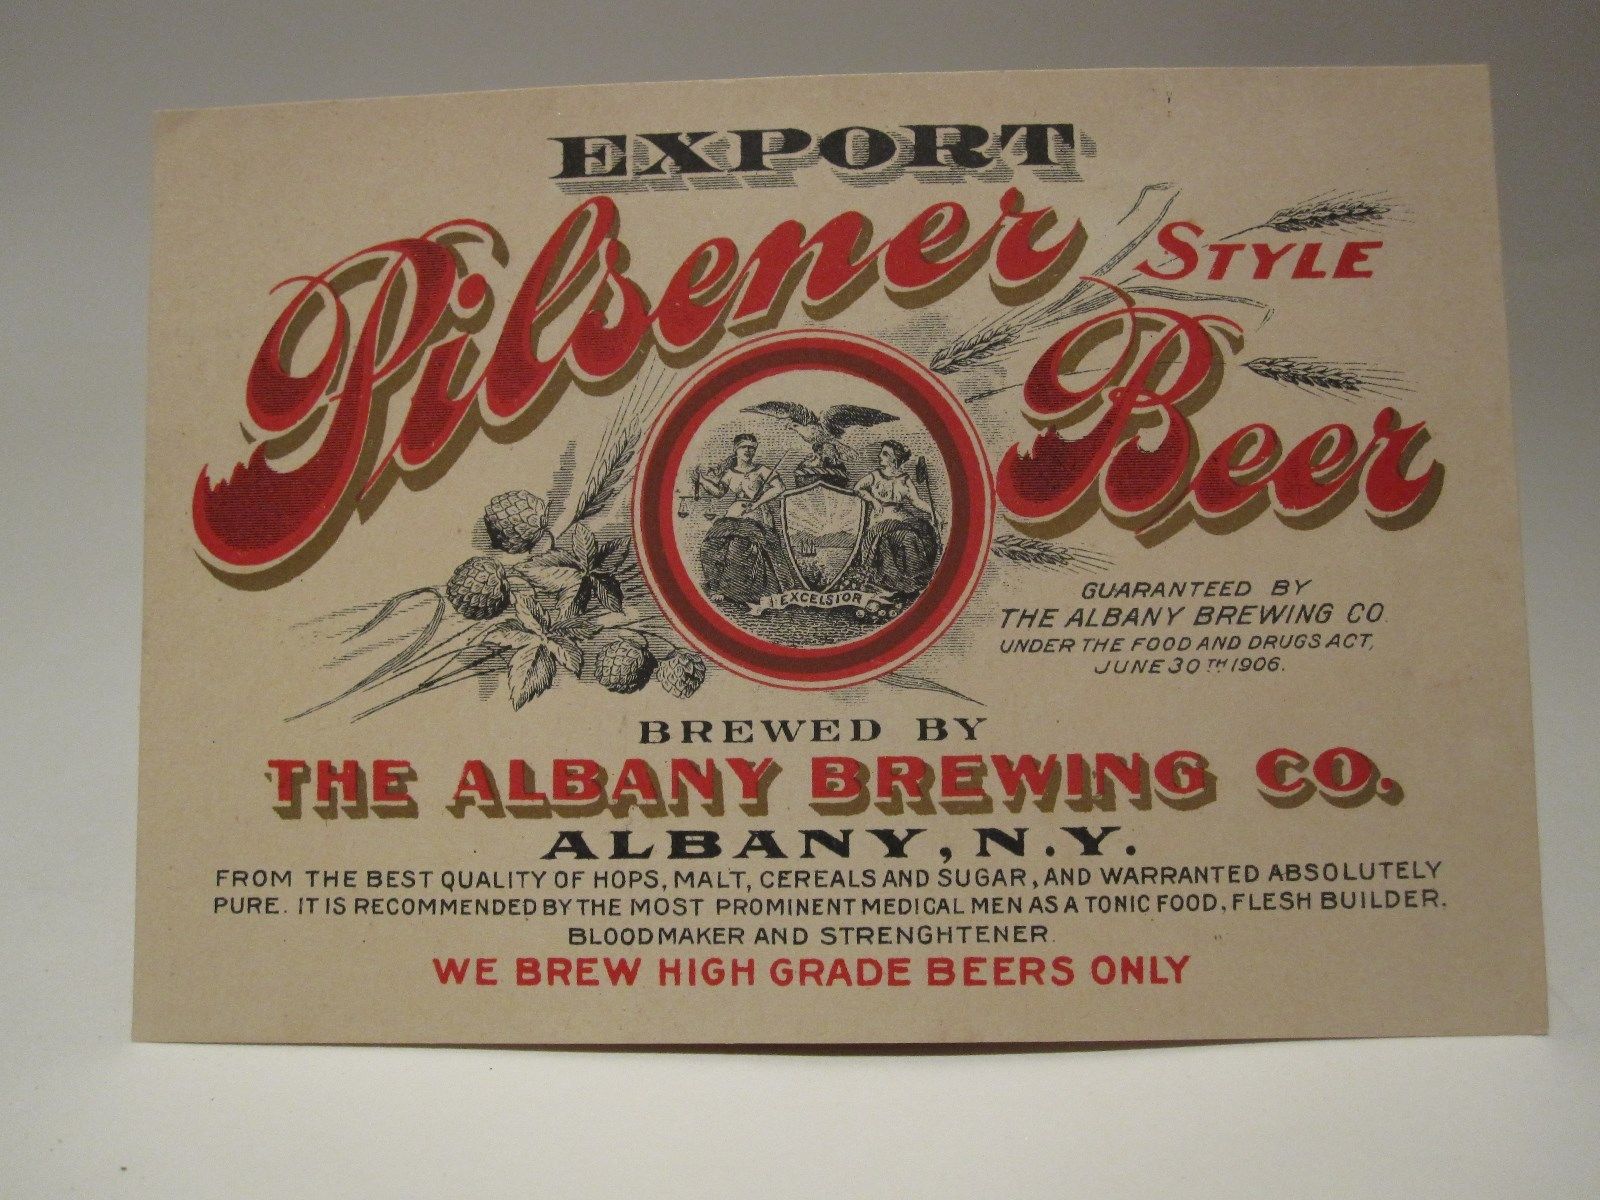 EXPORT
Pilsener STYLE
Beer
EXCELSIOR
GUARANTEED BY
THE ALBANY BREWING CO.
UNDER THE FOOD AND DRUGS ACT,
JUNE 30TH 1906.
BREWED BY
THE ALBANY BREWING CO.
ALBANY, N.Y.
FROM THE BEST QUALITY OF HOPS, MALT, CEREALS AND SUGAR, AND WARRANTED ABSOLUTELY
PURE. IT IS RECOMMENDED BY THE MOST PROMINENT MEDICAL MEN AS A TONIC FOOD, FLESH BUILDER.
BLOODMAKER AND STRENGHTENER.
WE BREW HIGH GRADE BEERS ONLY